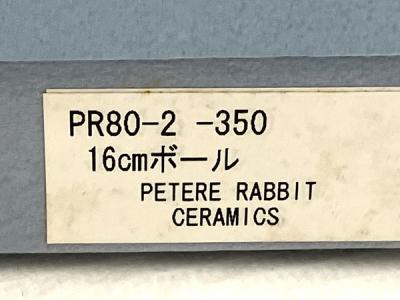 PR80-2 -350
16cmボール
PETERE RABBIT
CERAMICS